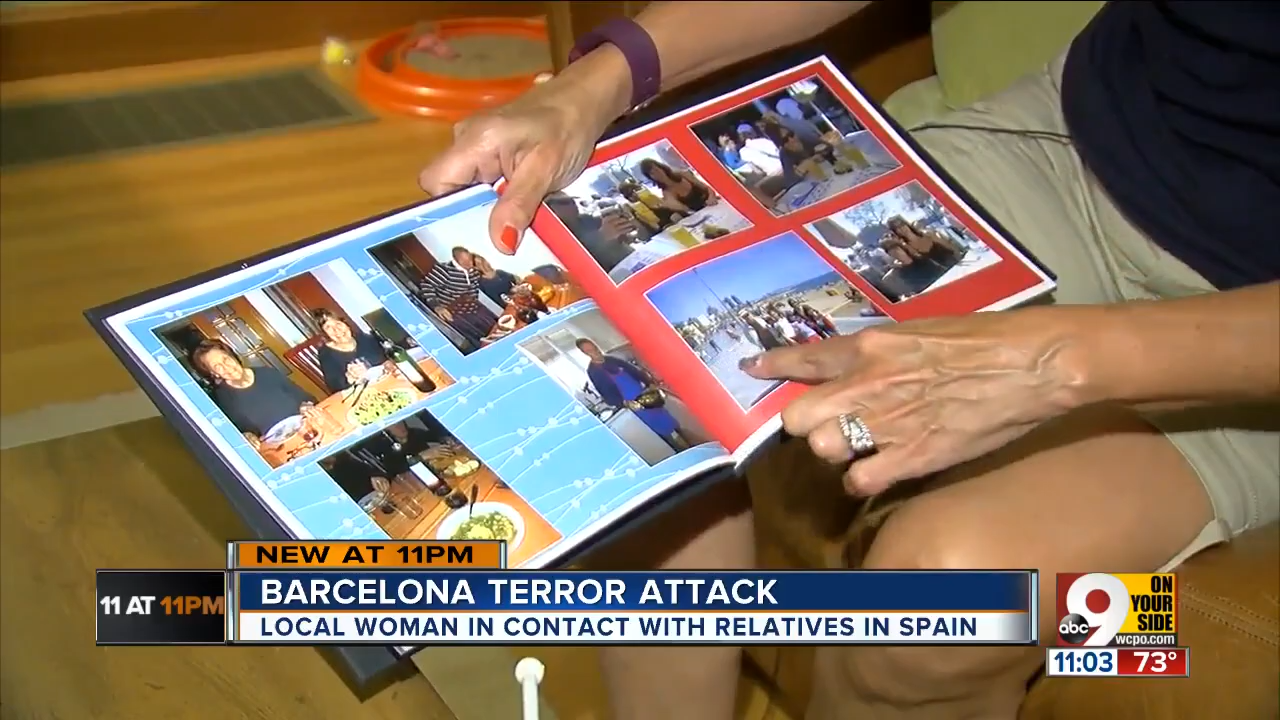 NEW AT 11PM
11 AT 11PM
BARCELONA TERROR ATTACK
LOCAL WOMAN IN CONTACT WITH RELATIVES IN SPAIN
9
abc
ON
YOUR
SIDE
wcpo.com
11:03 73°